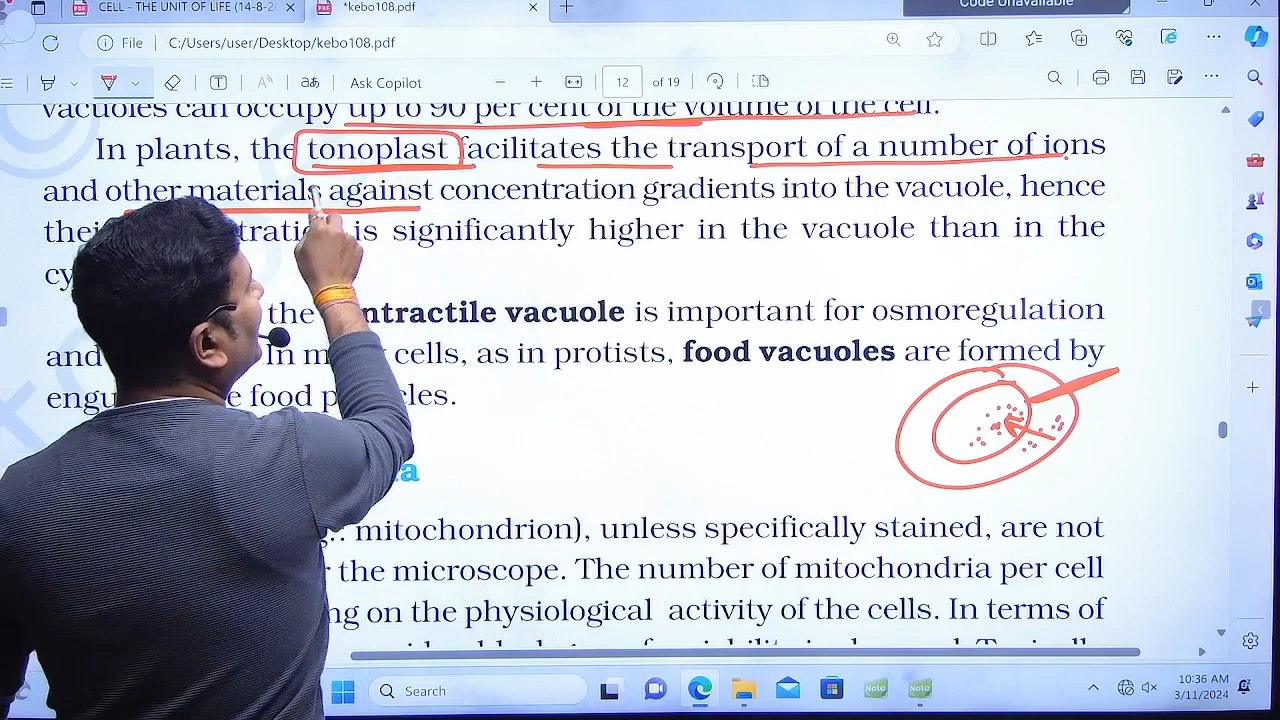 CELL - THE UNIT OF LIFE (14-8-2
*kebo108.pdf
Code Unavailable
File C:/Users/user/Desktop/kebo108.pdf
Ask Copilot
12 of 19
vacuoles can occupy up to 90 per cent of the volume of the cell.
In plants, the tonoplast facilitates the transport of a number of ions
and other materials against concentration gradients into the vacuole, hence
is significantly higher in the vacuole than in the
the ntractile vacuole is important for osmoregulation
and In cells, as in protists, food vacuoles are formed by
food
mitochondrion), unless specifically stained, are not
the microscope. The number of mitochondria per cell
on the physiological activity of the cells. In terms of
Search
Note
Note
10:36 AM
3/11/2024